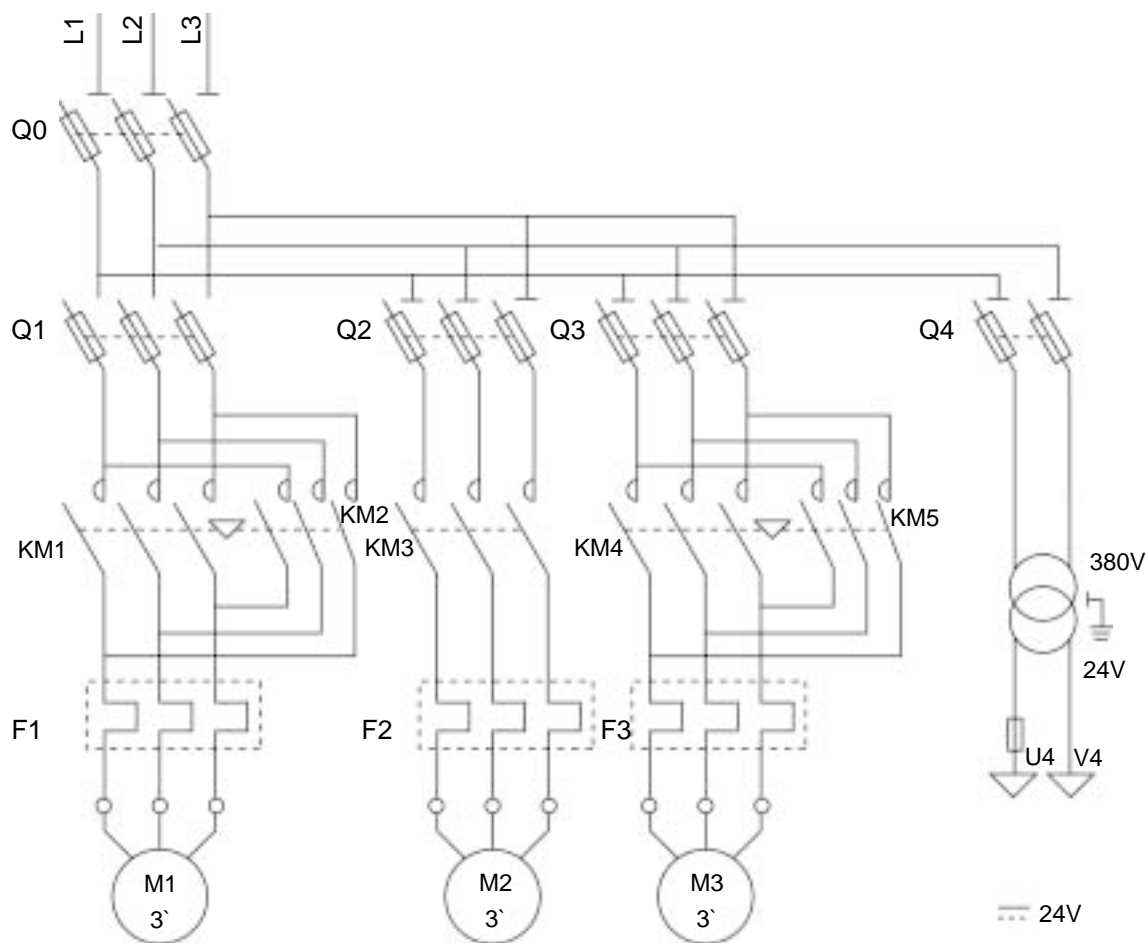 L1 L2 L3
Q0
Q1 Q2 Q3 Q4
KM1 KM2 KM3 KM4 KM5
380V
24V
F1 F2 F3
U4 V4
M1 M2 M3
3` 3` 3`
24V